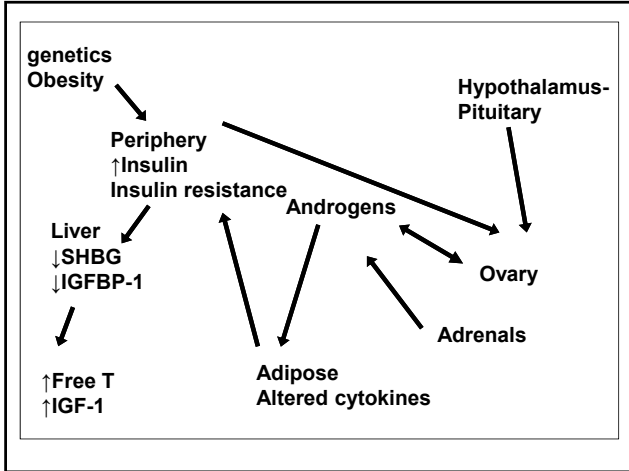 genetics
Obesity
Hypothalamus-
Pituitary
Periphery
↑Insulin
Insulin resistance
Androgens
Liver
↓SHBG
↓IGFBP-1
Ovary
Adrenals
↑Free T
↑IGF-1
Adipose
Altered cytokines